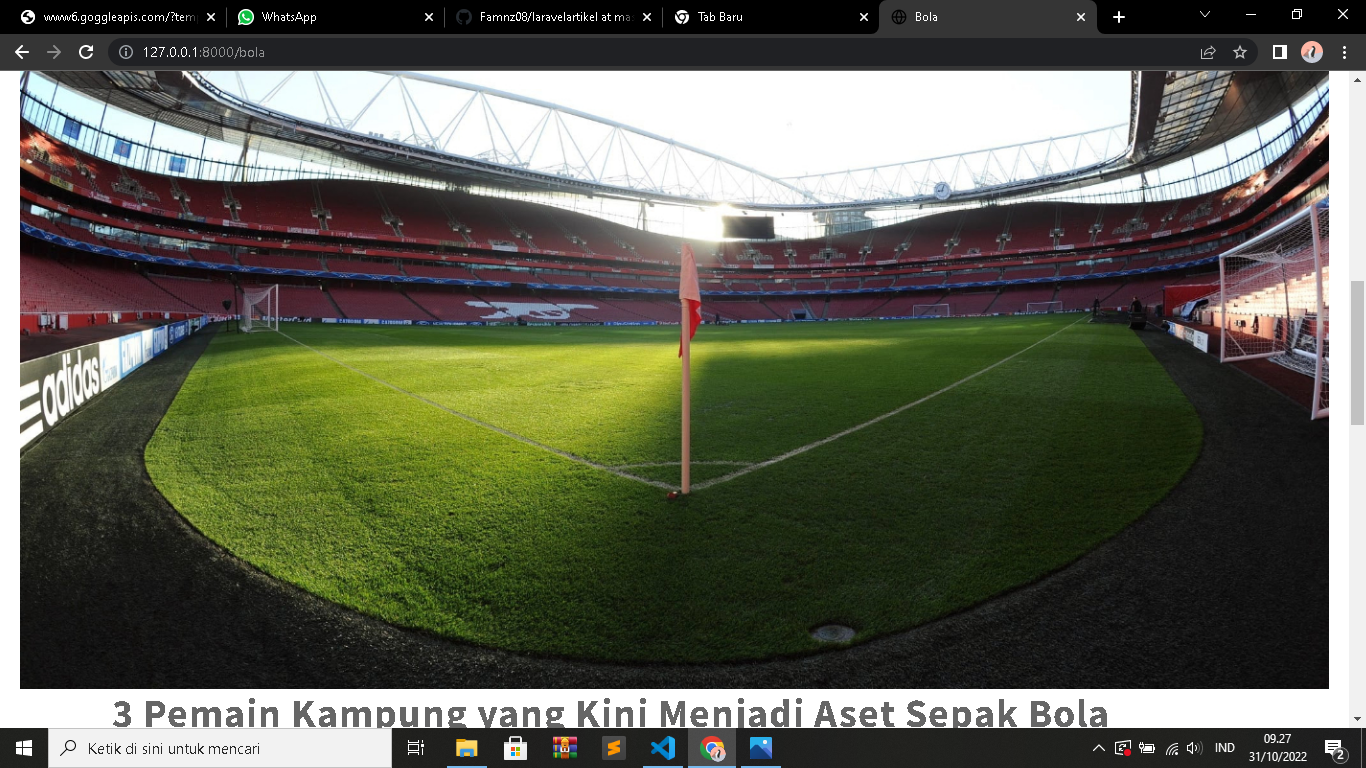 www6.goggleapis.com/?tem
WhatsApp
Famnz08/laravelartikel at ma
Tab Baru
Bola
127.0.0.1:8000/bola
adidas
3 Pemain Kampung yang Kini Menjadi Aset Sepak Bola
Ketik di sini untuk mencari
IND
09.27
31/10/2022
2